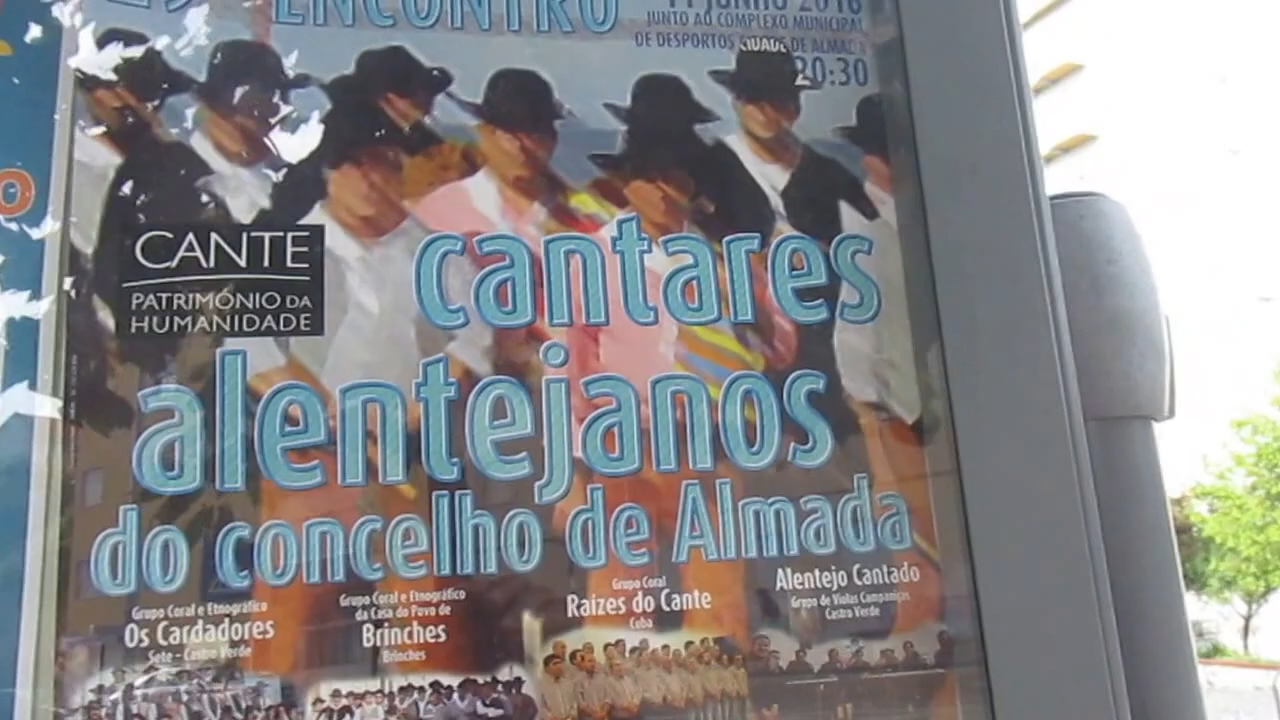 ENCONTRO
JUNHO 2016
JUNTO AO COMPLEXO MUNICIPAL
DE DESPORTOS CIDADE DE ALMADA
20:30
CANTE
PATRIMÓNIO DA
HUMANIDADE
cantares
alentejanos
do concelho de Almada
Grupo Coral e Etnográfico
Os Cardadores
Sete - Castro Verde
Grupo Coral e Etnográfico
da Casa do Povo de
Brinches
Brinches
Grupo Coral
Raizes do Cante
Cuba
Alentejo Cantado
Grupo de Violas Campaniças
Castro Verde